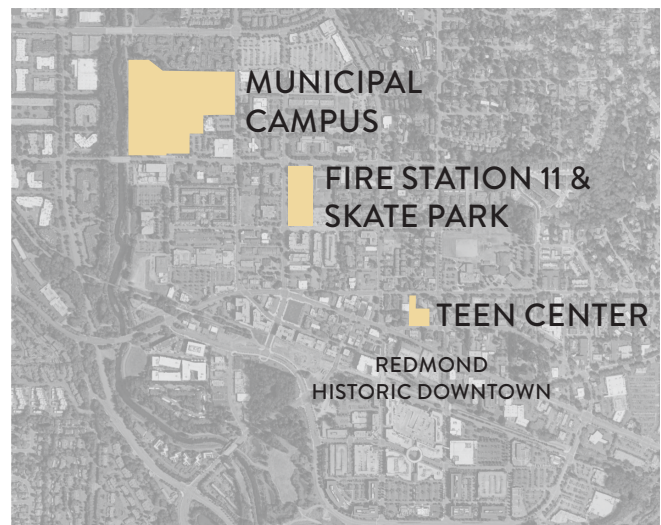 MUNICIPAL
CAMPUS
FIRE STATION 11 &
SKATE PARK
TEEN CENTER
REDMOND
HISTORIC DOWNTOWN